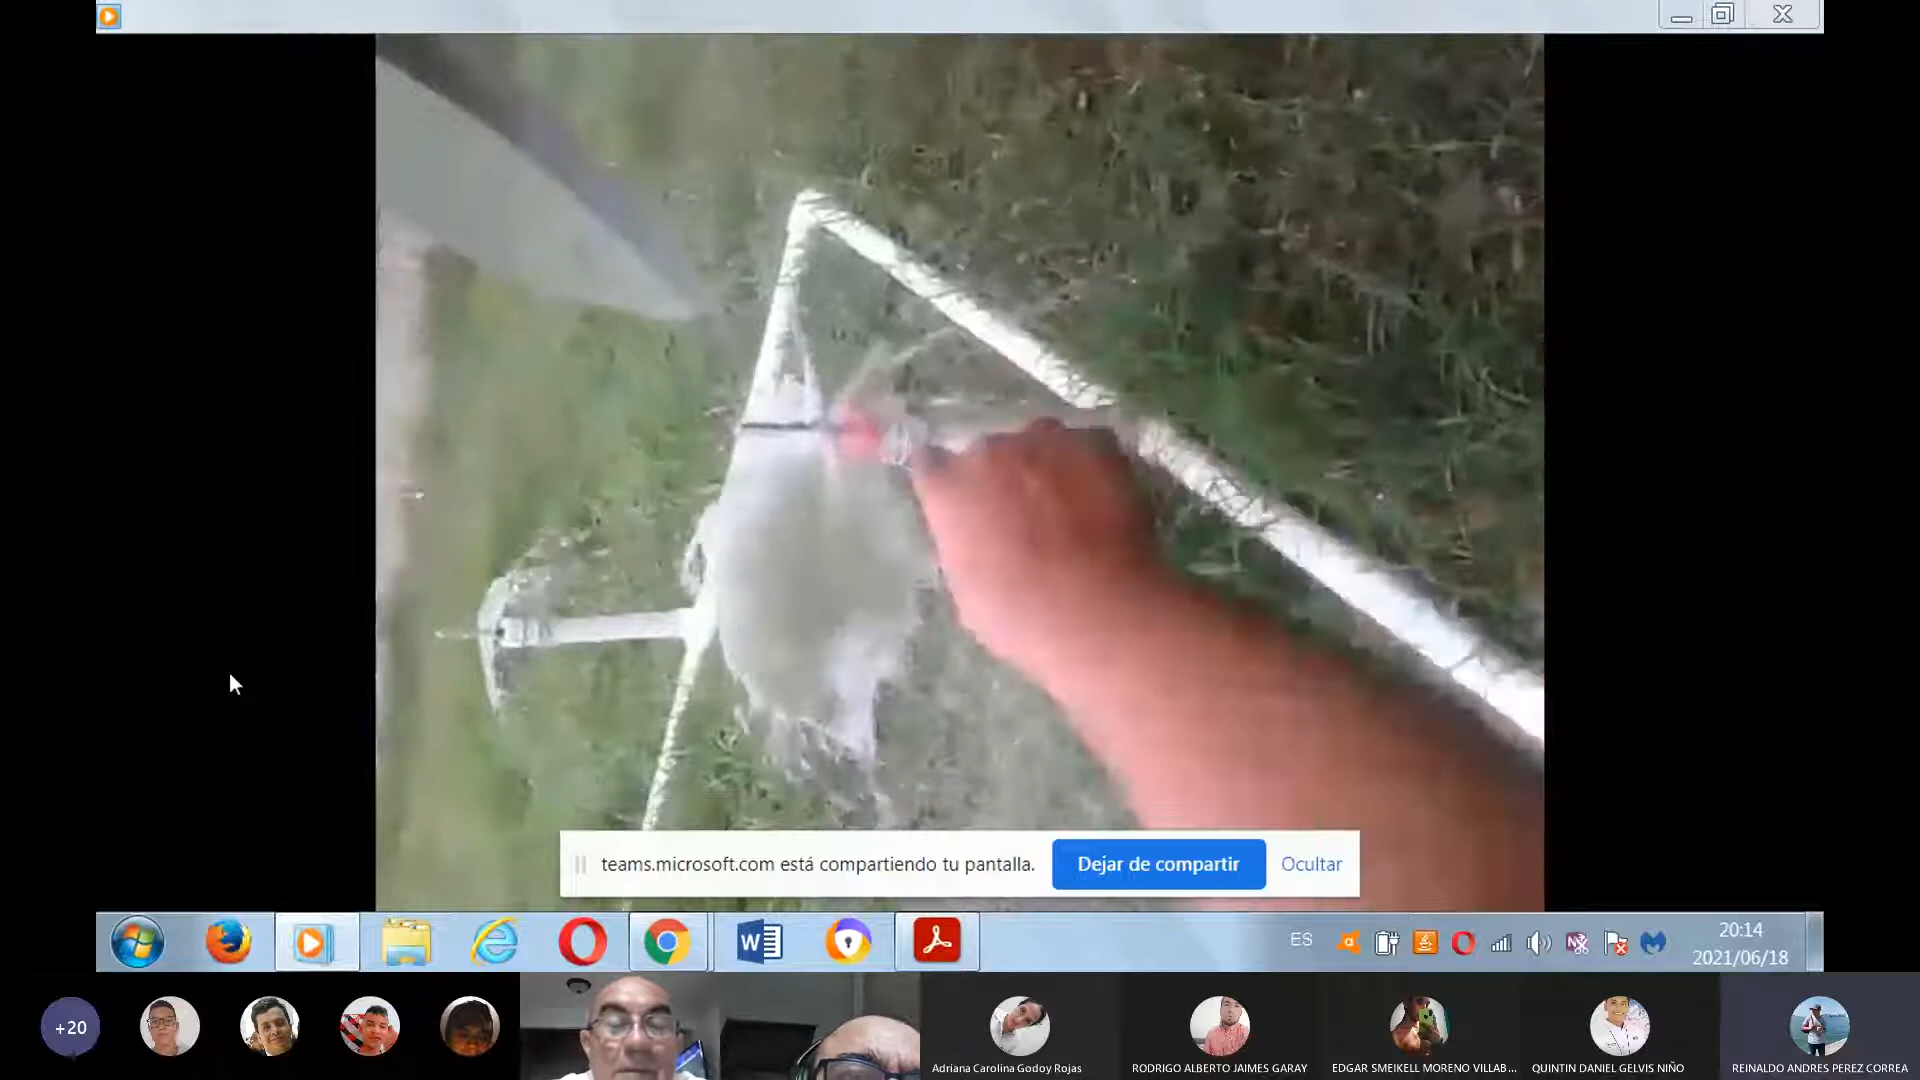 teams.microsoft.com está compartiendo tu pantalla.
Dejar de compartir
Ocultar
ES
20:14
2021/06/18
+20
Adriana Carolina Godoy Rojas
RODRIGO ALBERTO JAIMES GARAY
EDGAR SMEIKELL MORENO VILLAB...
QUINTIN DANIEL GELVIS NIÑO
REINALDO ANDRES PEREZ CORREA